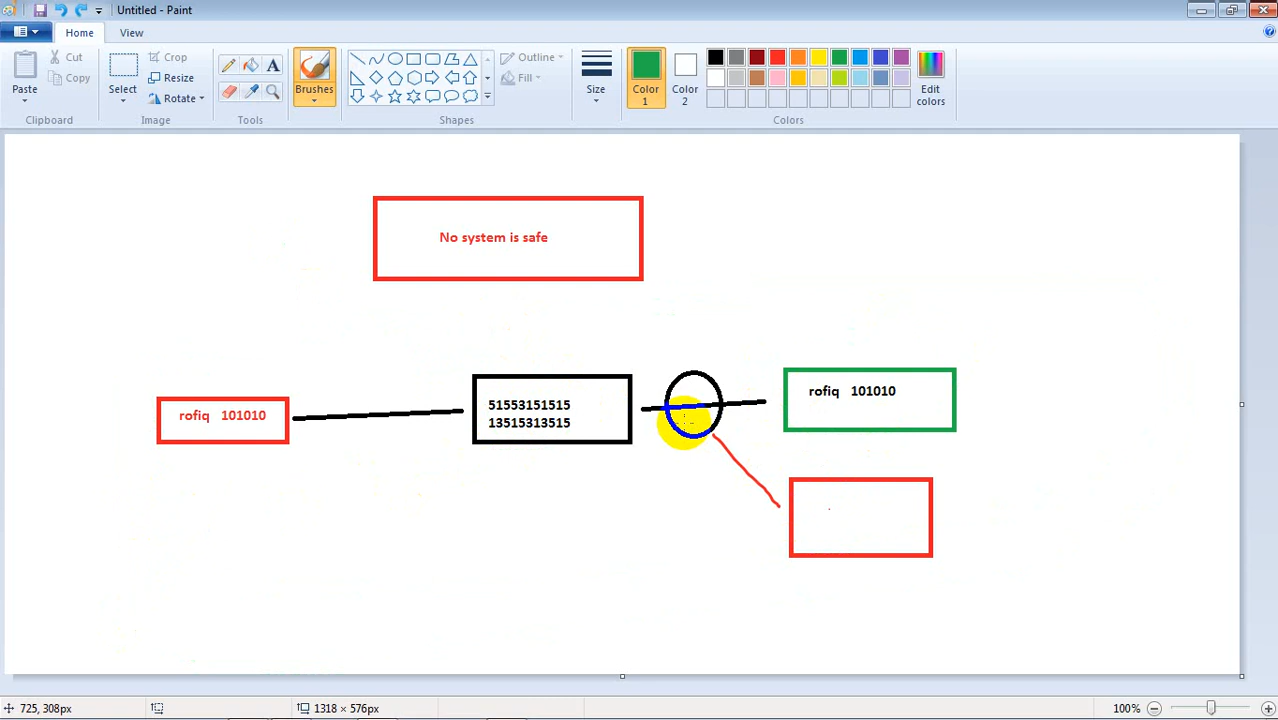 Untitled - Paint
Home
View
Paste
Cut
Copy
Clipboard
Select
Crop
Resize
Rotate
Image
A
Tools
Brushes
Shapes
Outline
Fill
Size
Color
1
Color
2
Edit
colors
Colors
No system is safe
rofiq 101010
51553151515
13515313515
rofiq 101010
725, 308px
1318 × 576px
100%